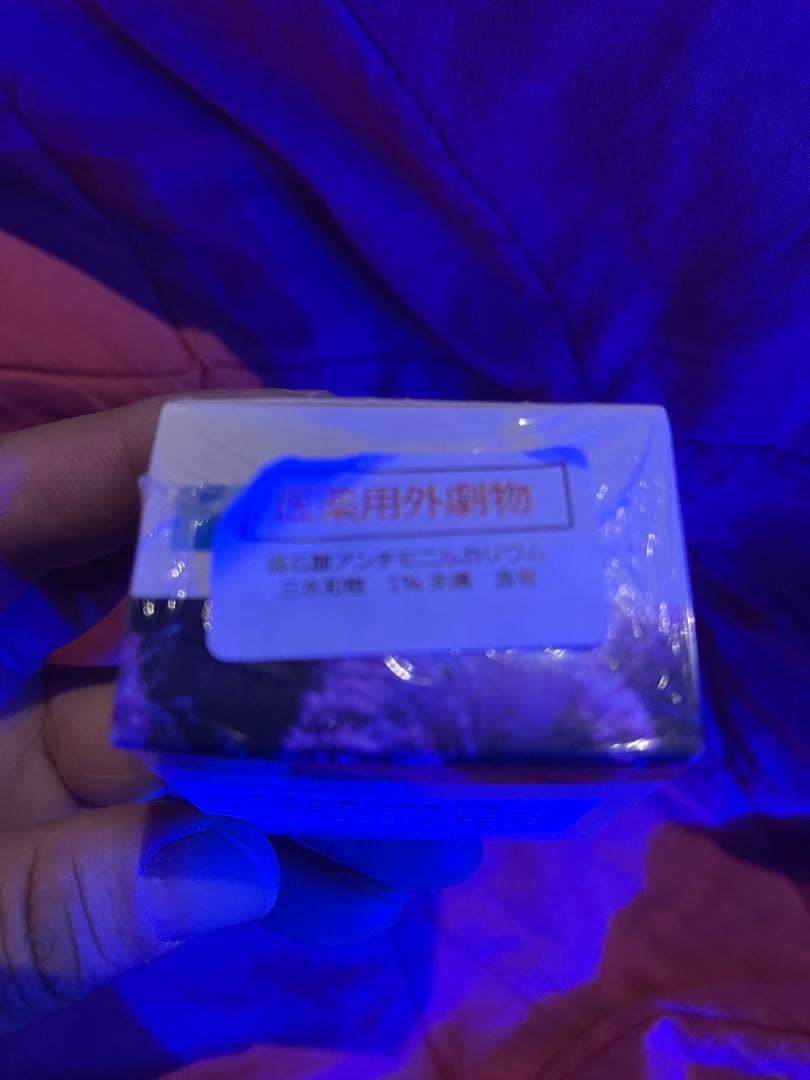 医薬用外劇物
酒石酸アンチモニルカリウム
三水和物 1%未満 含有